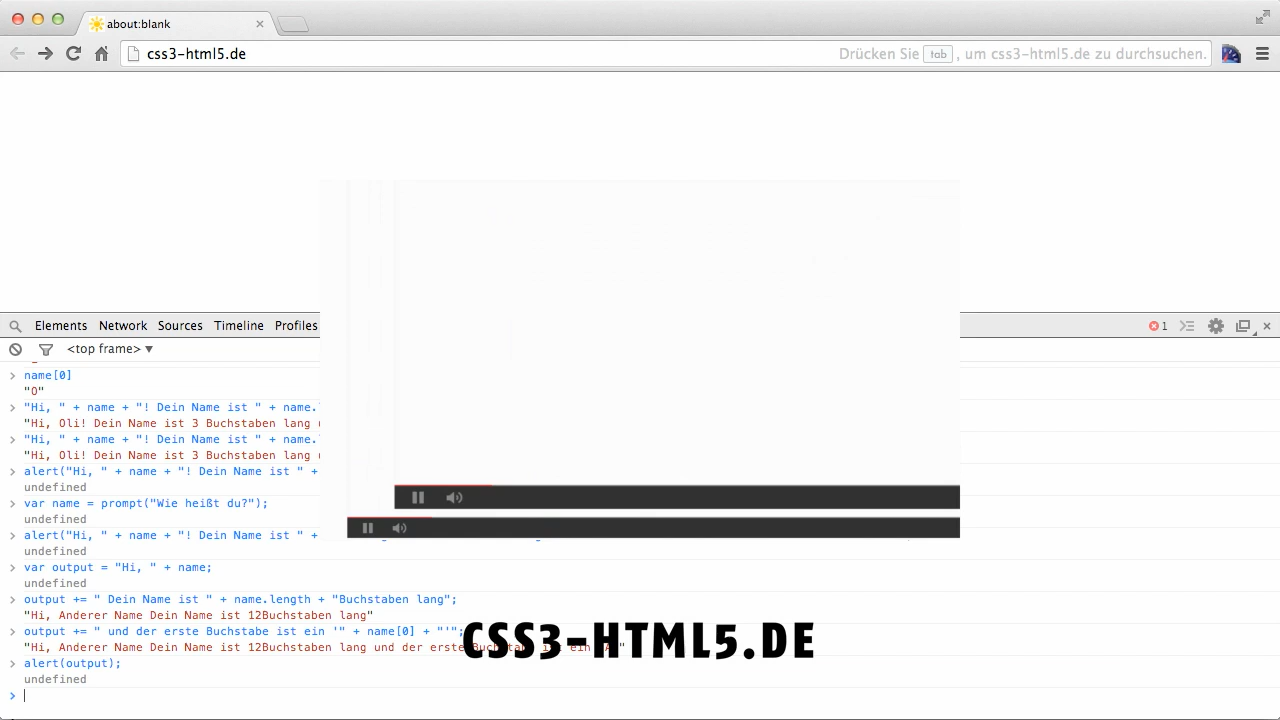 about:blank
css3-html5.de
Drücken Sie tab , um css3-html5.de zu durchsuchen.
Elements Network Sources Timeline Profiles
1
<top frame>
name[0]
"O"
"Hi, " + name + "! Dein Name ist " + name.
"Hi, Oli! Dein Name ist 3 Buchstaben lang
"Hi, " + name + "! Dein Name ist " + name.
"Hi, Oli! Dein Name ist 3 Buchstaben lang
alert("Hi, " + name + "! Dein Name ist " +
undefined
var name = prompt("Wie heißt du?");
undefined
alert("Hi, " + name + "! Dein Name ist " +
undefined
var output = "Hi, " + name;
undefined
output += " Dein Name ist " + name.length + "Buchstaben lang";
"Hi, Anderer Name Dein Name ist 12Buchstaben lang"
output += " und der erste Buchstabe ist ein '" + name[0] + "'";
"Hi, Anderer Name Dein Name ist 12Buchstaben lang und der erste Buchstabe ist ein
alert(output);
undefined
CSS3-HTML5.DE